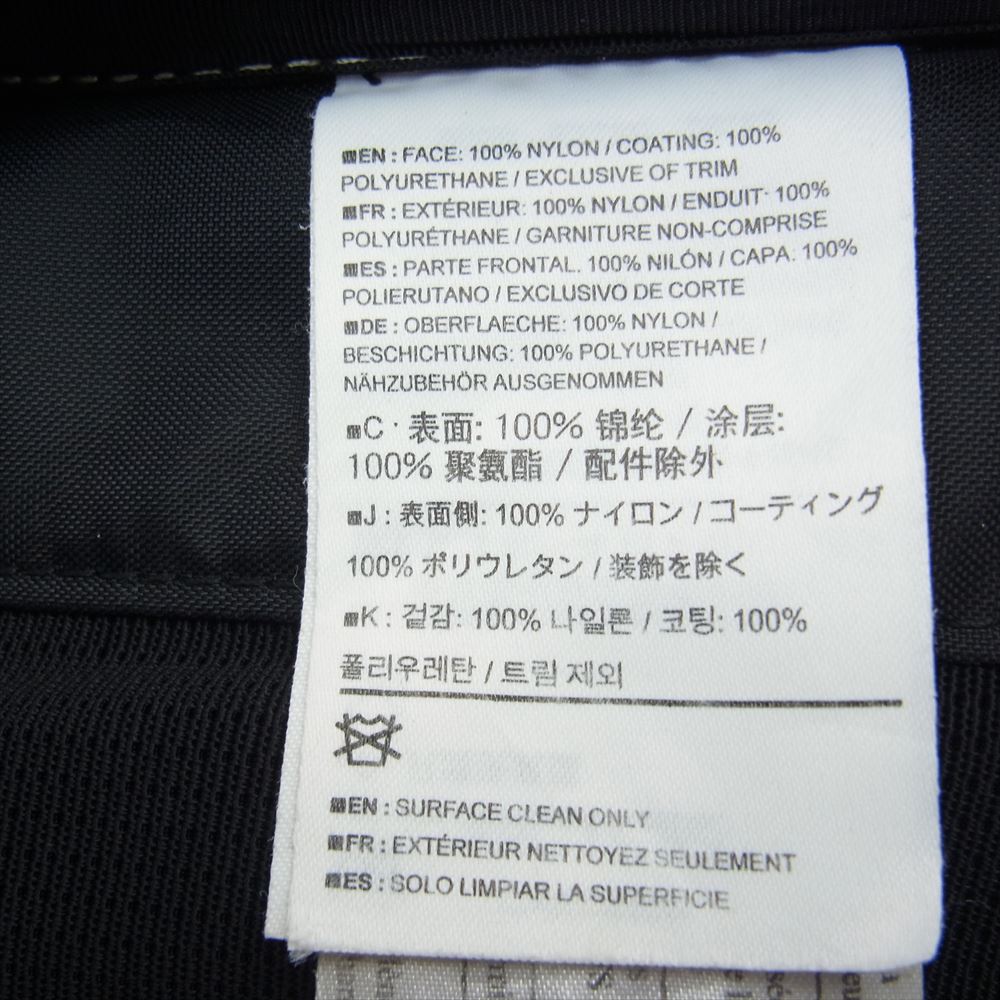 EN : FACE: 100% NYLON / COATING: 100%
POLYURETHANE / EXCLUSIVE OF TRIM
FR : EXTÉRIEUR: 100% NYLON / ENDUIT: 100%
POLYURÉTHANE / GARNITURE NON-COMPRISE
ES : PARTE FRONTAL. 100% NILÓN / CAPA: 100%
POLIERUTANO / EXCLUSIVO DE CORTE
DE : OBERFLAECHE: 100% NYLON /
BESCHICHTUNG: 100% POLYURETHANE /
NÄHZUBEHÖR AUSGENOMMEN
C : 表面: 100% 锦纶 / 涂层:
100% 聚氨酯 / 配件除外
J : 表面側: 100% ナイロン / コーティング
100% ポリウレタン / 装飾を除く
K : 겉감: 100% 나일론 / 코팅: 100%
폴리우레탄 / 트림 제외
EN : SURFACE CLEAN ONLY
FR : EXTÉRIEUR NETTOYEZ SEULEMENT
ES : SOLO LIMPIAR LA SUPERFICIE